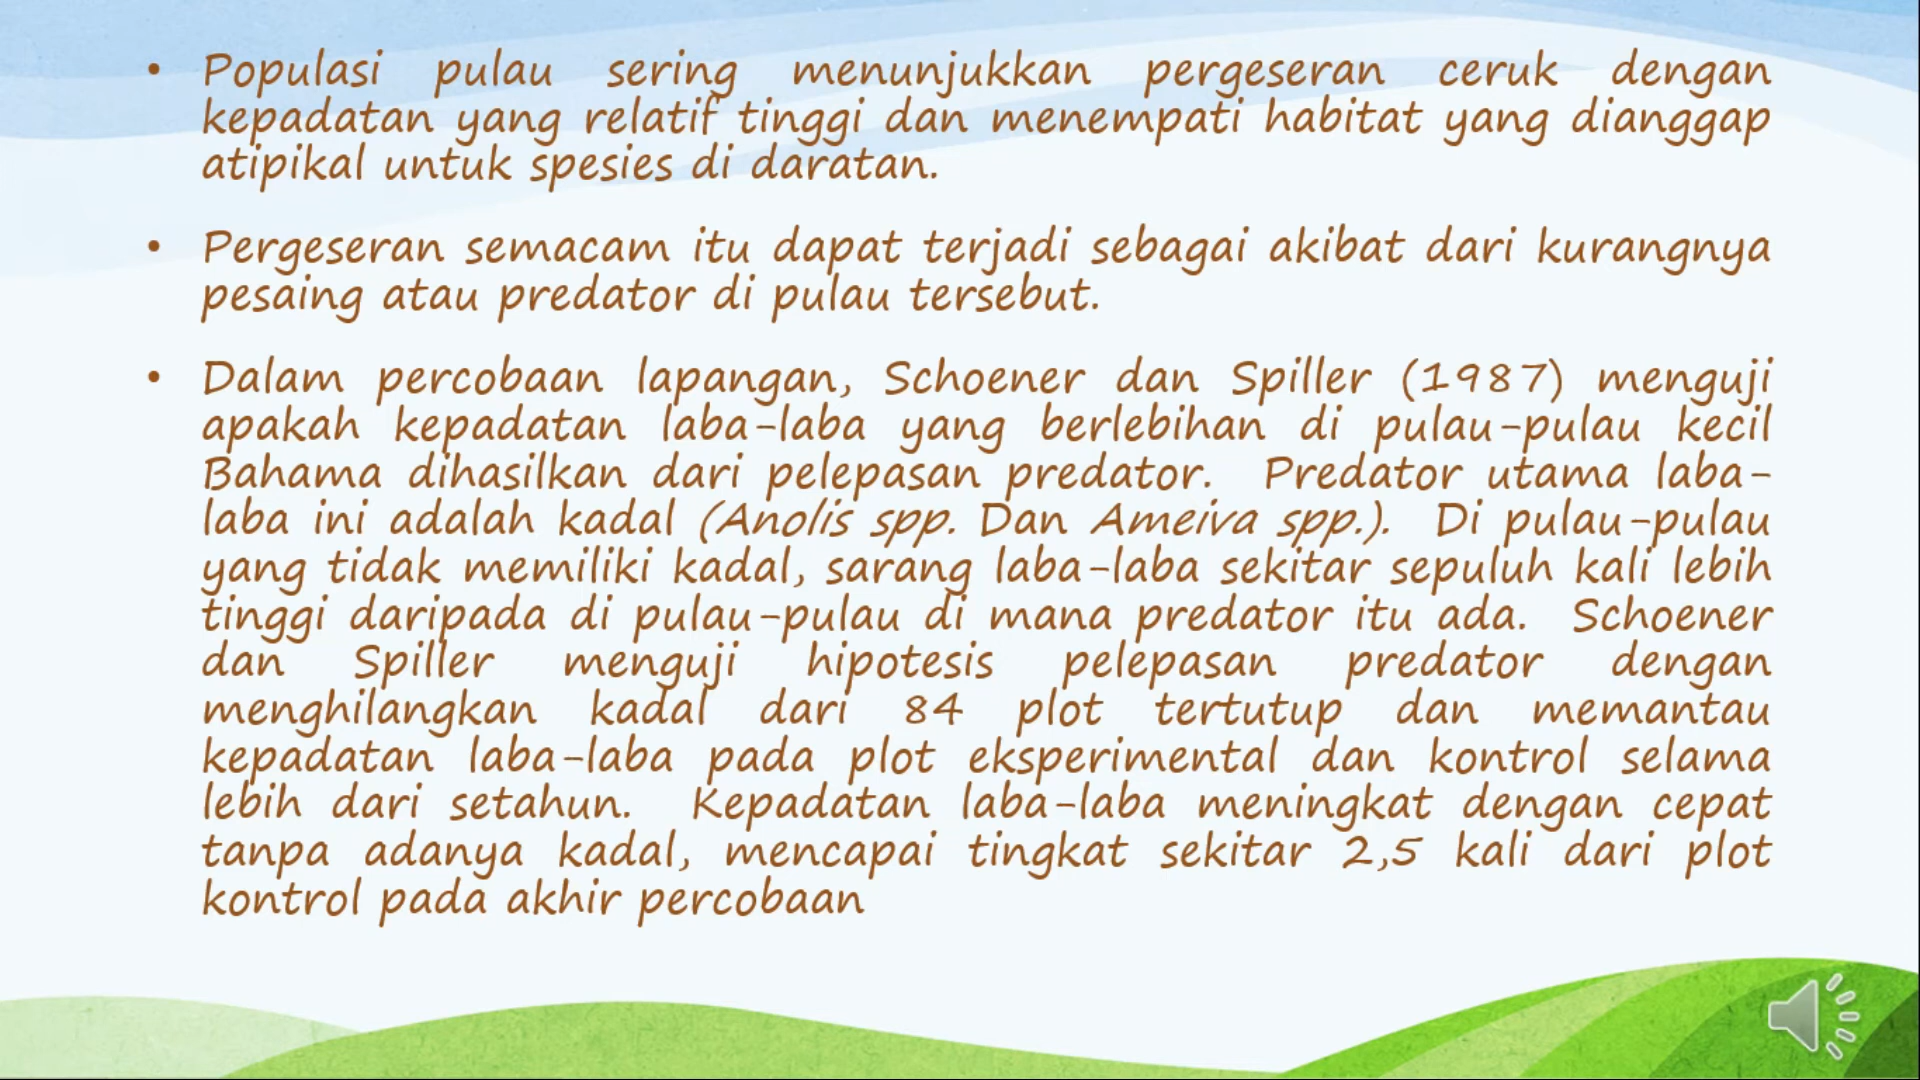 • Populasi pulau sering menunjukkan pergeseran ceruk dengan
kepadatan yang relatif tinggi dan menempati habitat yang dianggap
atipikal untuk spesies di daratan.
• Pergeseran semacam itu dapat terjadi sebagai akibat dari kurangnya
pesaing atau predator di pulau tersebut.
• Dalam percobaan lapangan, Schoener dan Spiller (1987) menguji
apakah kepadatan laba-laba yang berlebihan di pulau-pulau kecil
Bahama dihasilkan dari pelepasan predator. Predator utama laba-
laba ini adalah kadal (Anolis spp. Dan Ameiva spp.). Di pulau-pulau
yang tidak memiliki kadal, sarang laba-laba sekitar sepuluh kali lebih
tinggi daripada di pulau-pulau di mana predator itu ada. Schoener
dan Spiller menguji hipotesis pelepasan predator dengan
menghilangkan kadal dari 84 plot tertutup dan memantau
kepadatan laba-laba pada plot eksperimental dan kontrol selama
lebih dari setahun. Kepadatan laba-laba meningkat dengan cepat
tanpa adanya kadal, mencapai tingkat sekitar 2,5 kali dari plot
kontrol pada akhir percobaan